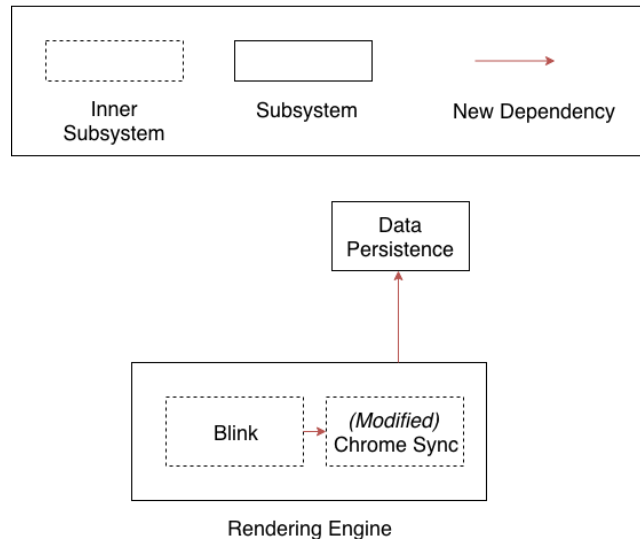 Inner
Subsystem
Subsystem
New Dependency
Data
Persistence
Blink
(Modified)
Chrome Sync
Rendering Engine